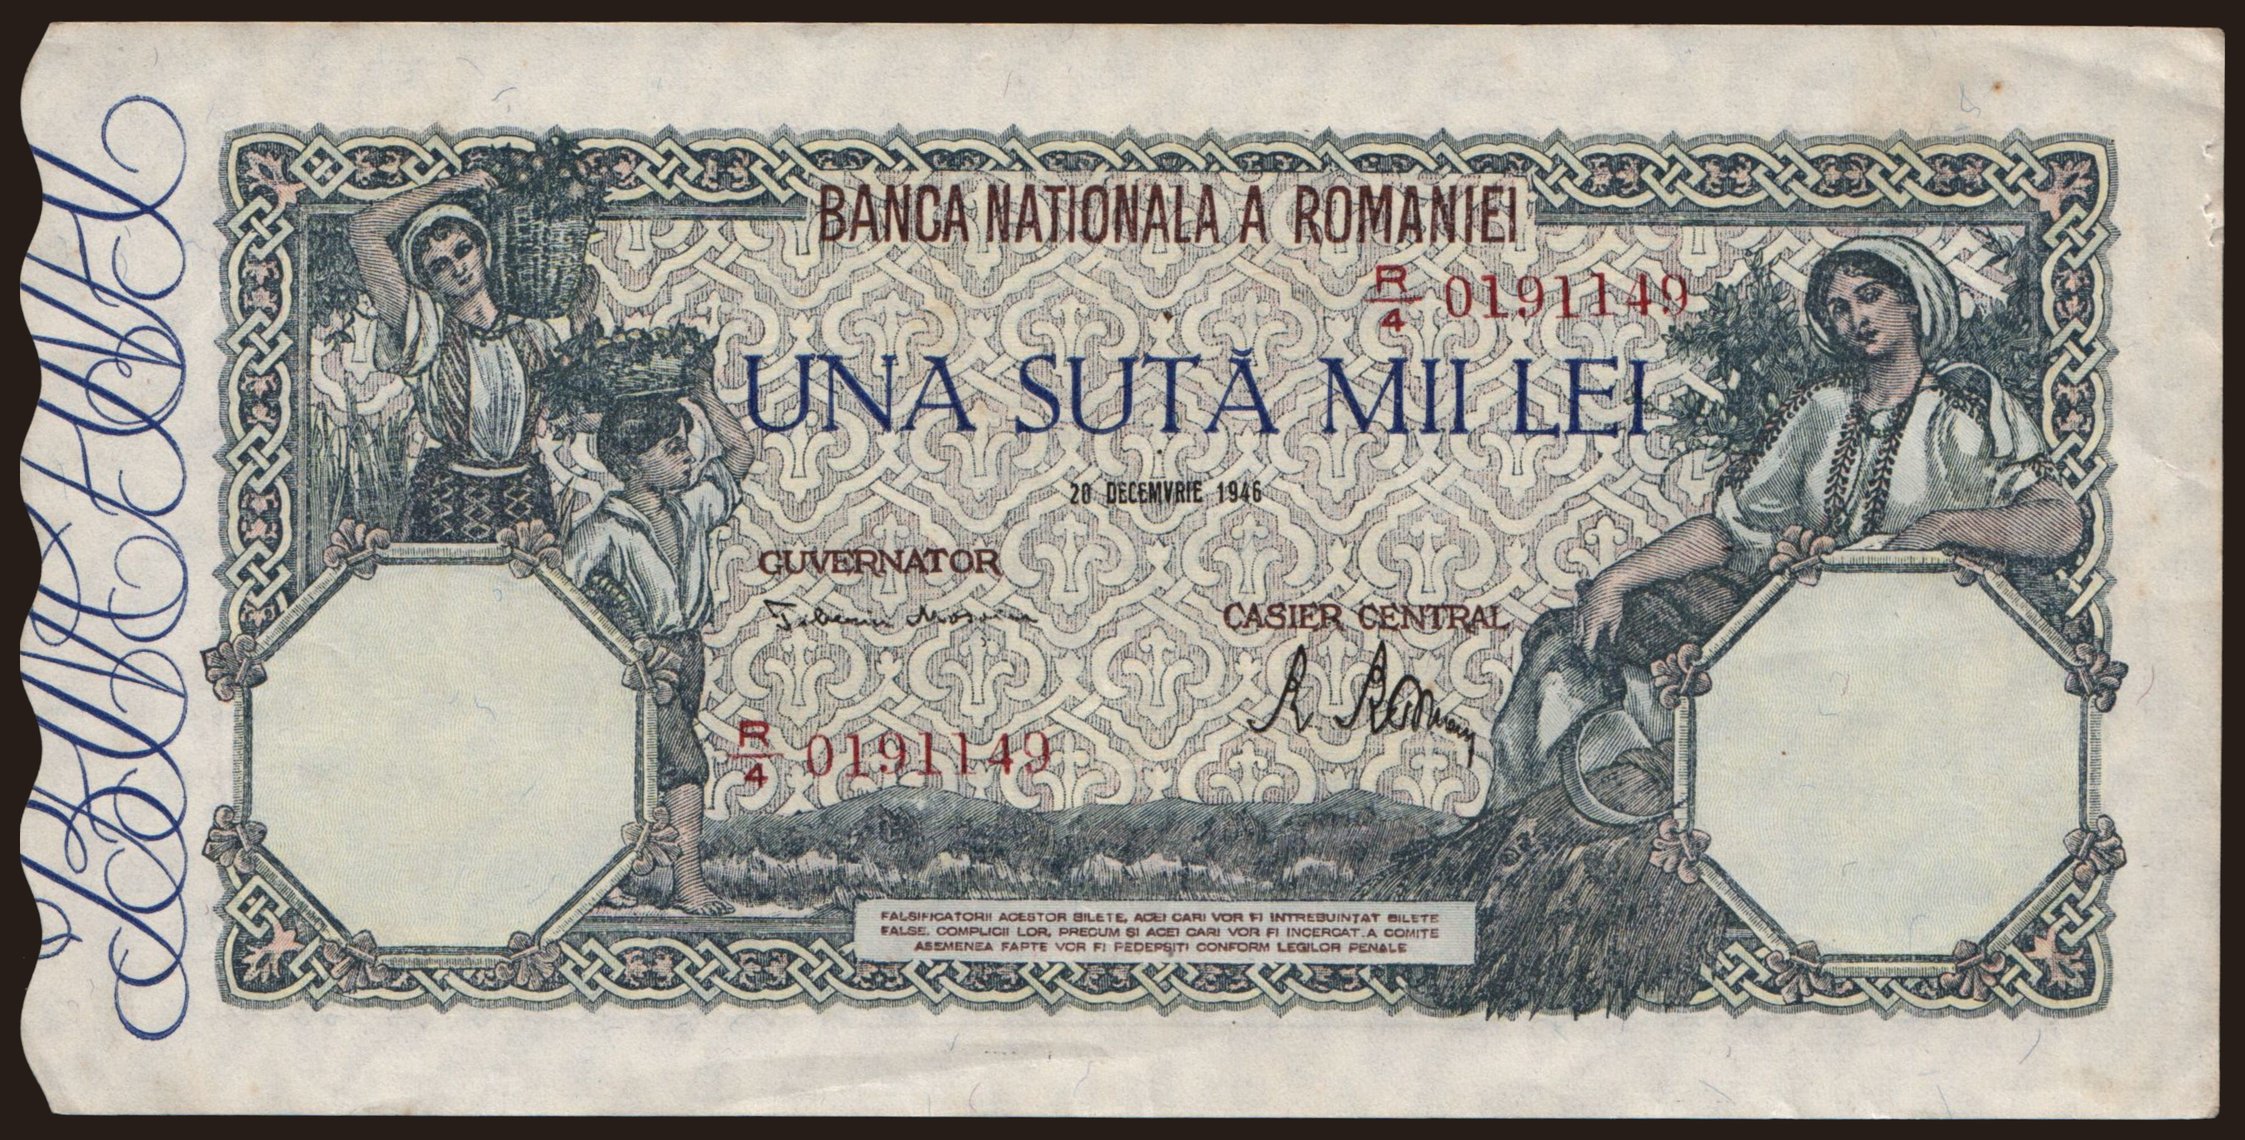 BANCA NATIONALA A ROMANIEI
R/4 0191149
UNA SUTĂ MII LEI
20 DECEMVRIE 1946
GUVERNATOR
CASIER CENTRAL
R/4 0191149
FALSIFICATORII ACESTOR BILETE, ACEI CARI VOR FI INTREBUINȚAT BILETE
FALSE, COMPLICII LOR, PRECUM ȘI ACEI CARI VOR FI INCERCAT A COMITE
ASEMENEA FAPTE VOR FI PEDEPSIȚI CONFORM LEGILOR PENALE